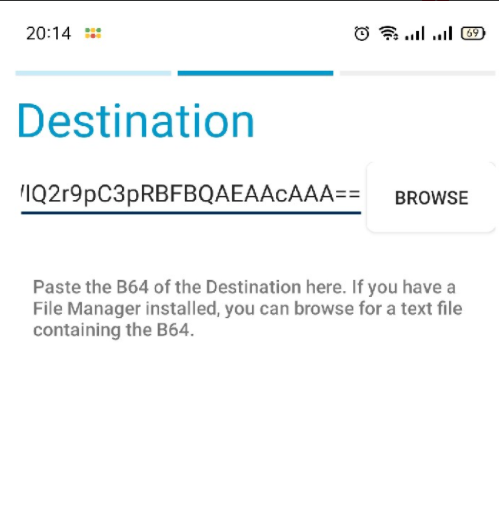 20:14
69
Destination
IQ2r9pC3pRBFBQAEAAcAAA==
BROWSE
Paste the B64 of the Destination here. If you have a
File Manager installed, you can browse for a text file
containing the B64.